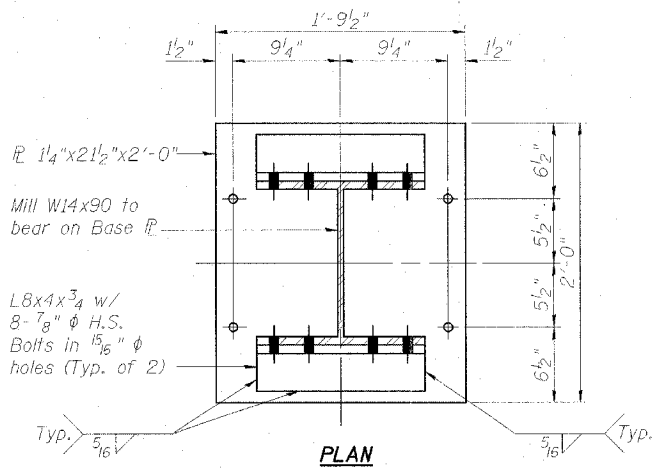 1'-9½"
1½"
9¼"
9¼"
1½"
℄ 1¼"x21½"x2'-0"
Mill W14x90 to
bear on Base ℄
L8x4x¾ w/
8-⅞" ϕ H.S.
Bolts in 15/16" ϕ
holes (Typ. of 2)
6½"
5½"
2'-0"
5½"
6½"
Typ.
5/16
5/16
Typ.
PLAN